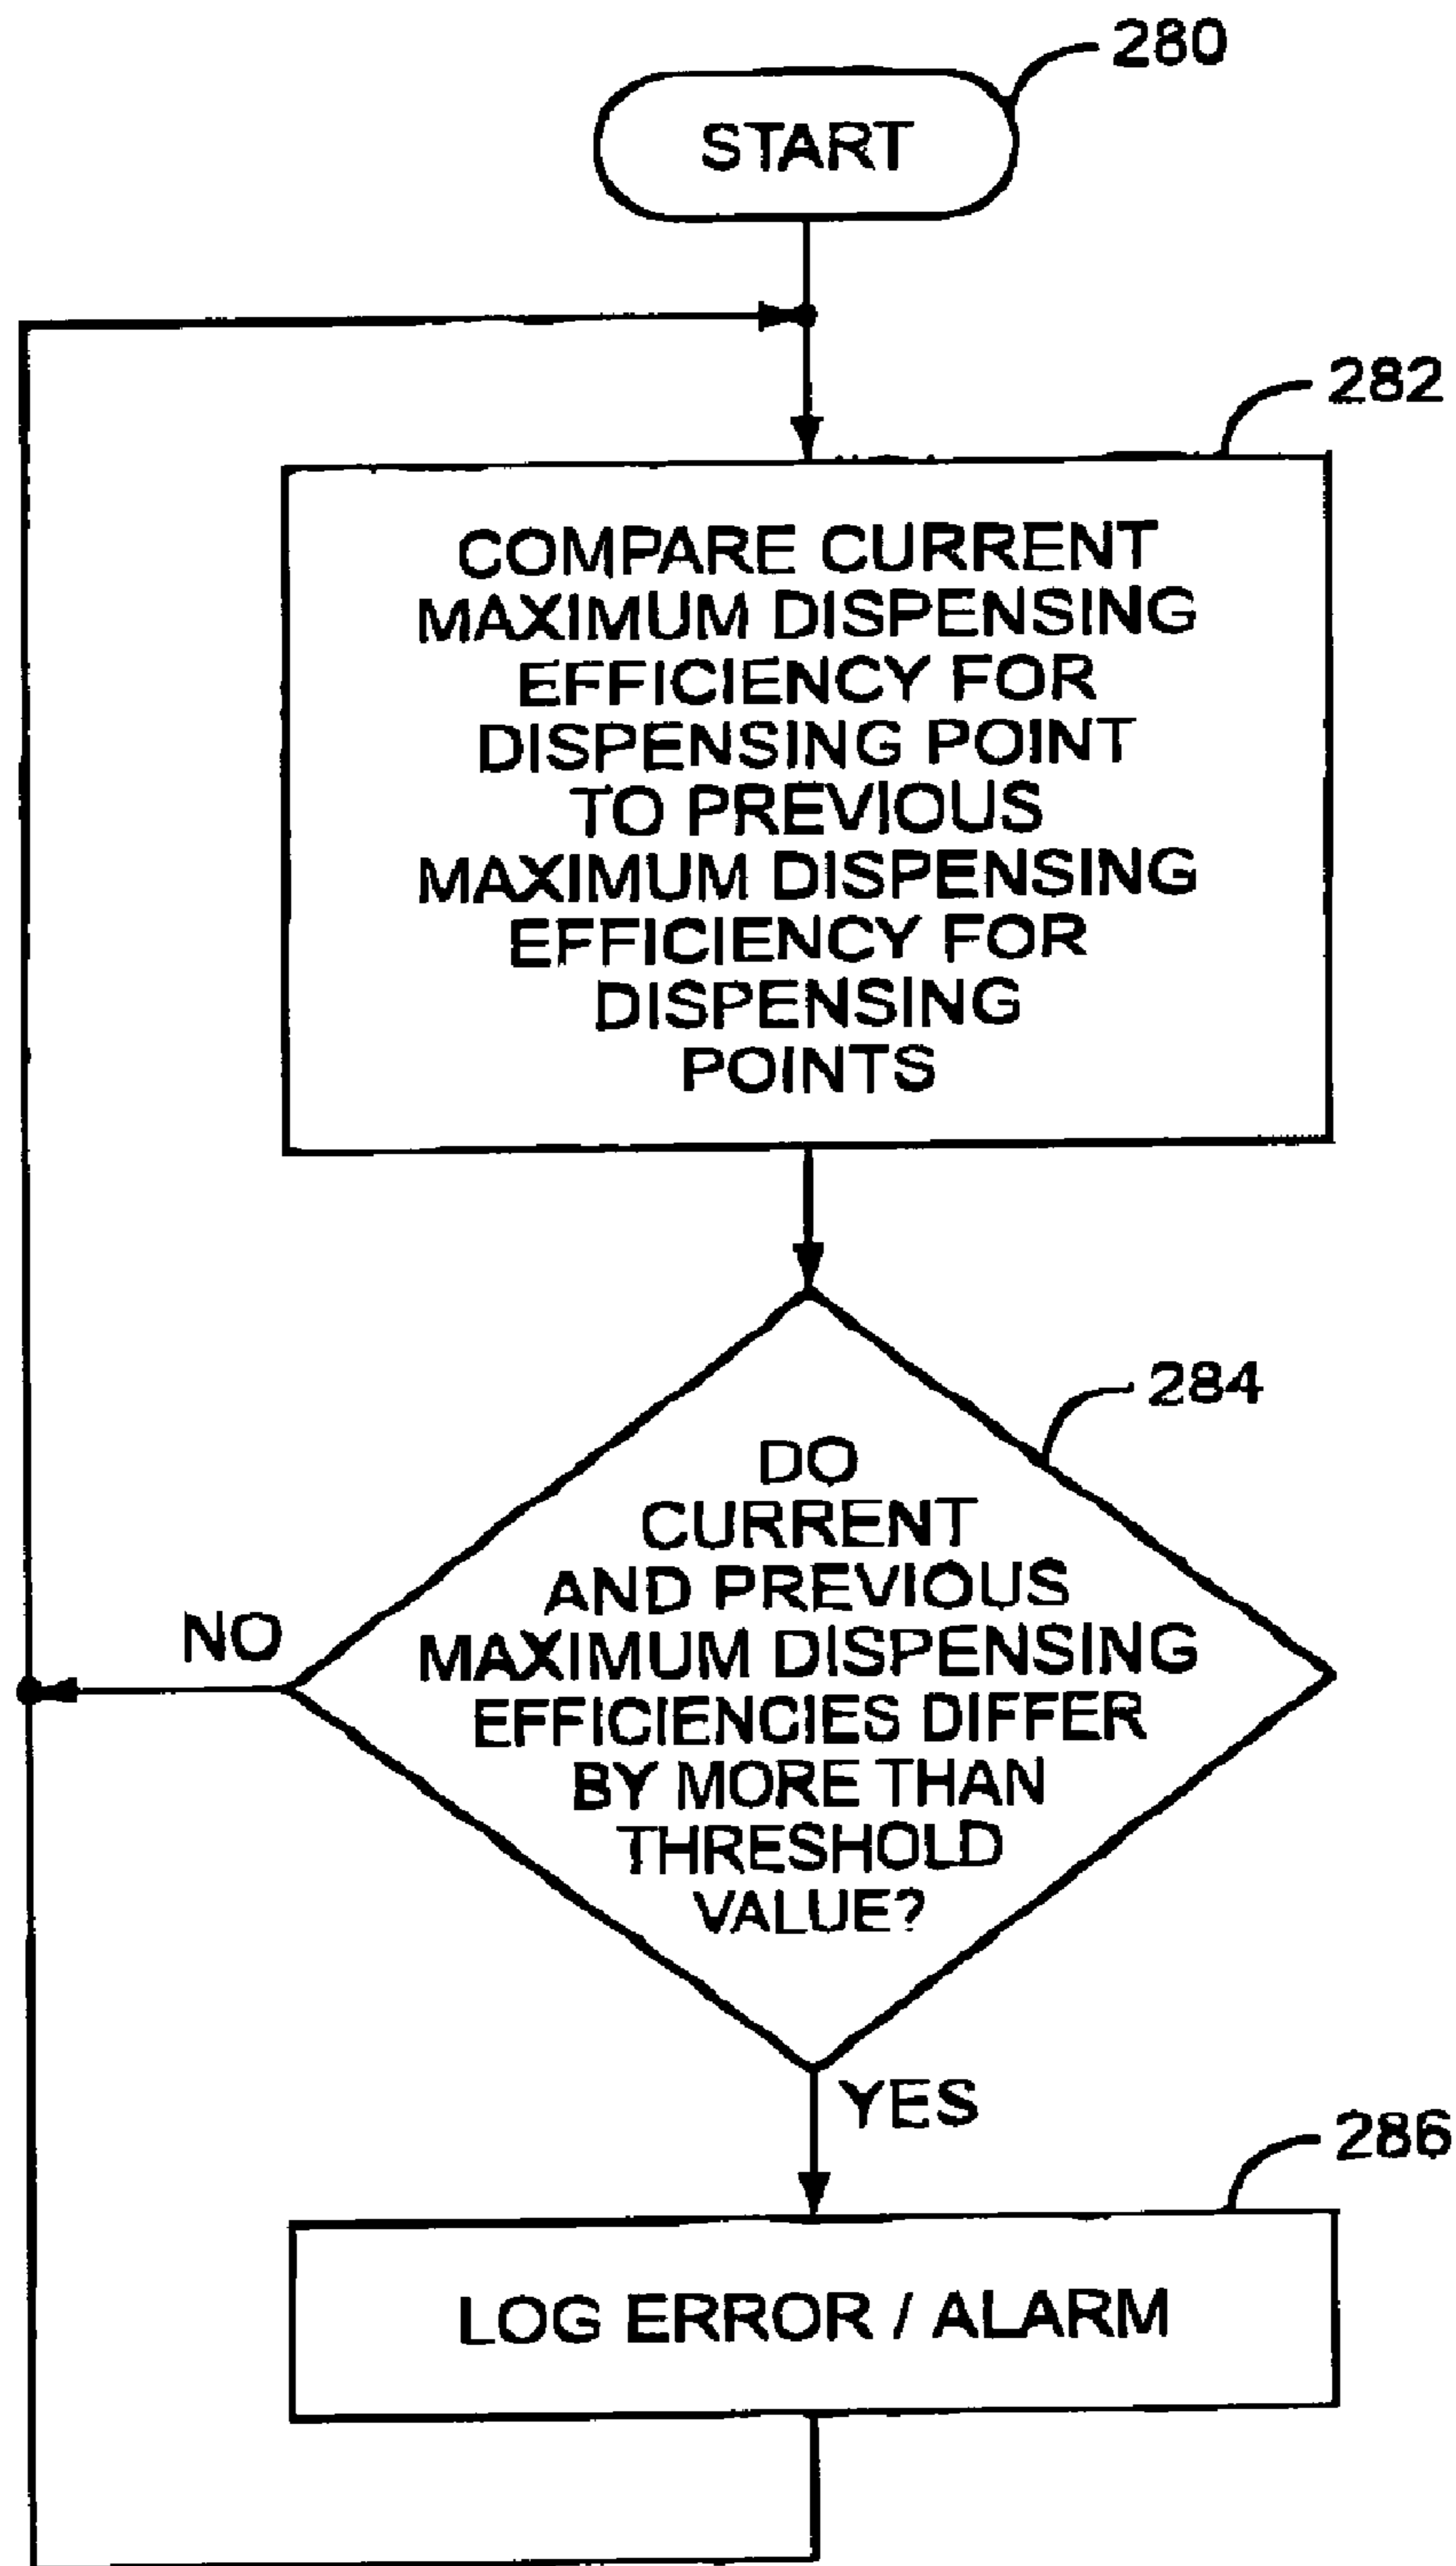 280
START
282
COMPARE CURRENT
MAXIMUM DISPENSING
EFFICIENCY FOR
DISPENSING POINT
TO PREVIOUS
MAXIMUM DISPENSING
EFFICIENCY FOR
DISPENSING
POINTS
284
DO
CURRENT
AND PREVIOUS
MAXIMUM DISPENSING
EFFICIENCIES DIFFER
BY MORE THAN
THRESHOLD
VALUE?
NO
YES
286
LOG ERROR / ALARM